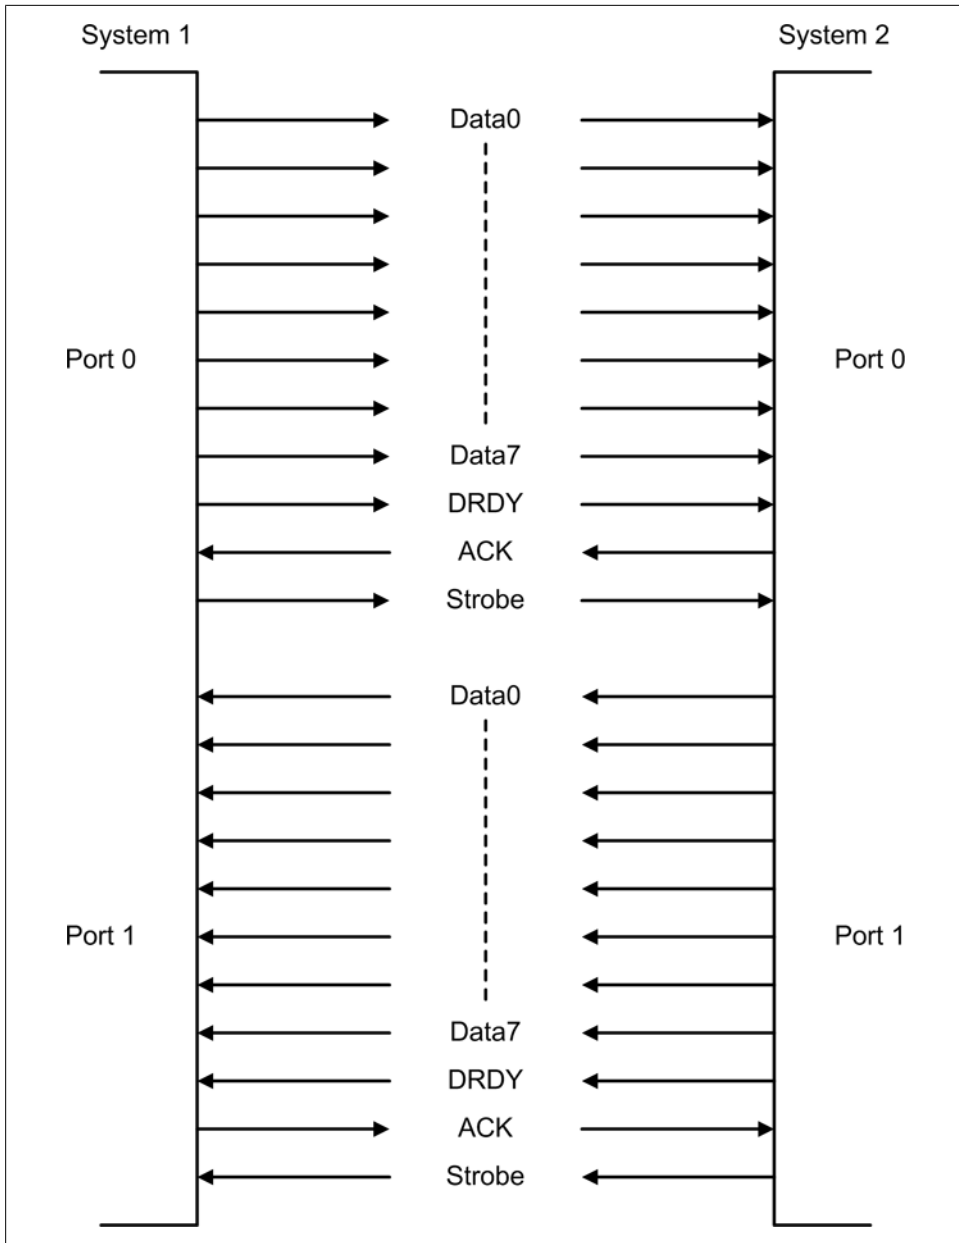 System 1
System 2
Data0
Port 0
Port 0
Data7
DRDY
ACK
Strobe
Data0
Port 1
Port 1
Data7
DRDY
ACK
Strobe